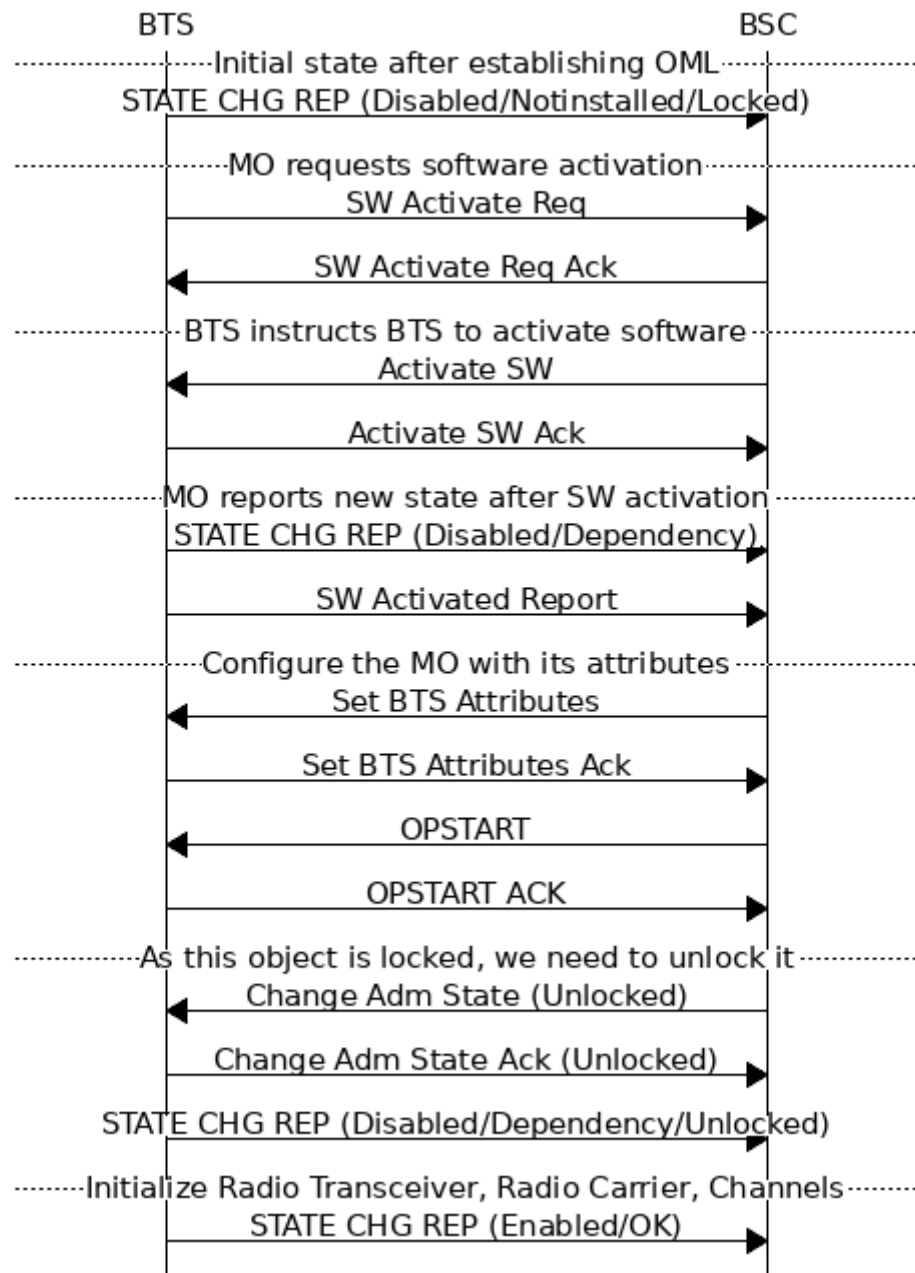 BTS BSC
Initial state after establishing OML
STATE CHG REP (Disabled/Notinstalled/Locked)
MO requests software activation
SW Activate Req
SW Activate Req Ack
BTS instructs BTS to activate software
Activate SW
Activate SW Ack
MO reports new state after SW activation
STATE CHG REP (Disabled/Dependency)
SW Activated Report
Configure the MO with its attributes
Set BTS Attributes
Set BTS Attributes Ack
OPSTART
OPSTART ACK
As this object is locked, we need to unlock it
Change Adm State (Unlocked)
Change Adm State Ack (Unlocked)
STATE CHG REP (Disabled/Dependency/Unlocked)
Initialize Radio Transceiver, Radio Carrier, Channels
STATE CHG REP (Enabled/OK)